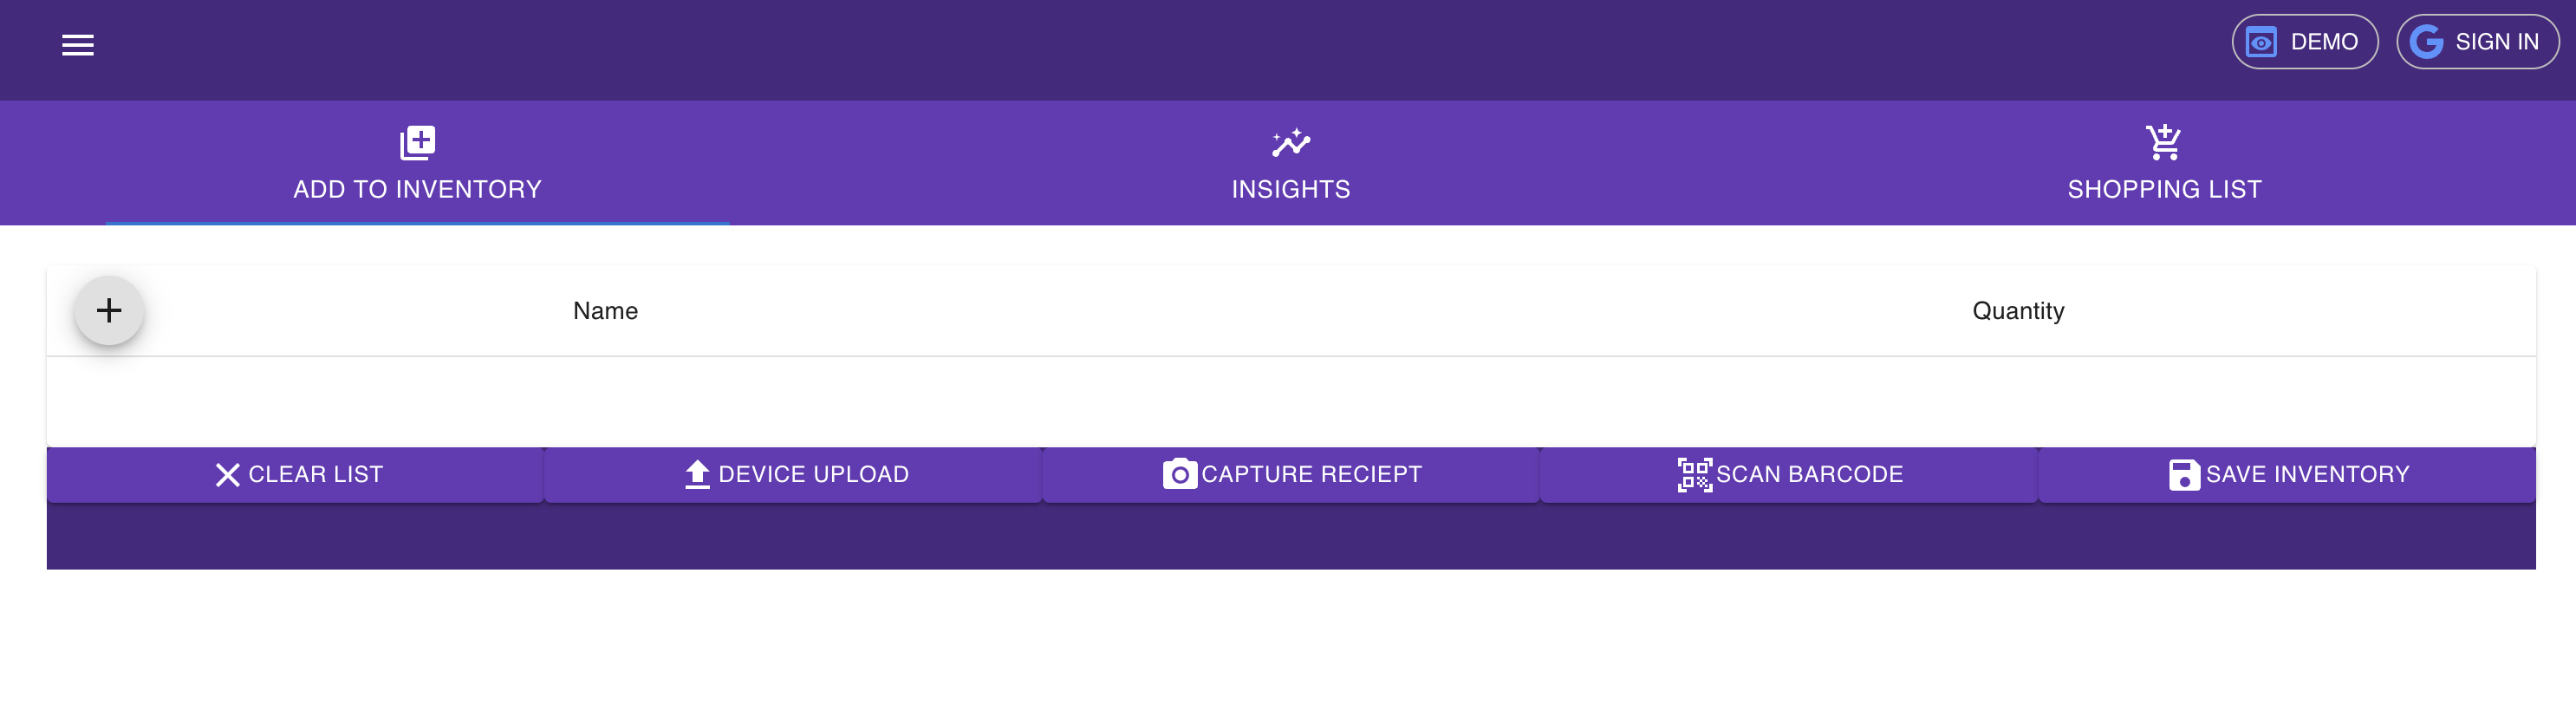 DEMO
SIGN IN
ADD TO INVENTORY
INSIGHTS
SHOPPING LIST
Name
Quantity
CLEAR LIST
DEVICE UPLOAD
CAPTURE RECIEPT
SCAN BARCODE
SAVE INVENTORY